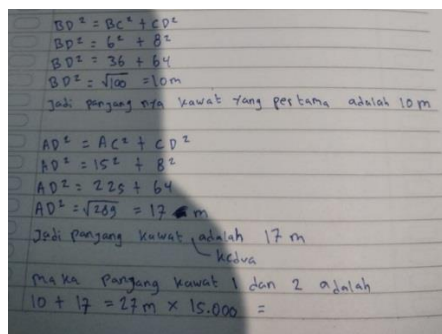 BD² = BC² + CD²
BD² = 6² + 8²
BD² = 36 + 64
BD² = √100 = 10m
Jadi panjang nya kawat yang pertama adalah 10 m
AD² = AC² + CD²
AD² = 15² + 8²
AD² = 225 + 64
AD² = √289 = 17 m
Jadi panjang kawat adalah 17 m
kedua
maka panjang kawat 1 dan 2 adalah
10 + 17 = 27 m × 15.000 =